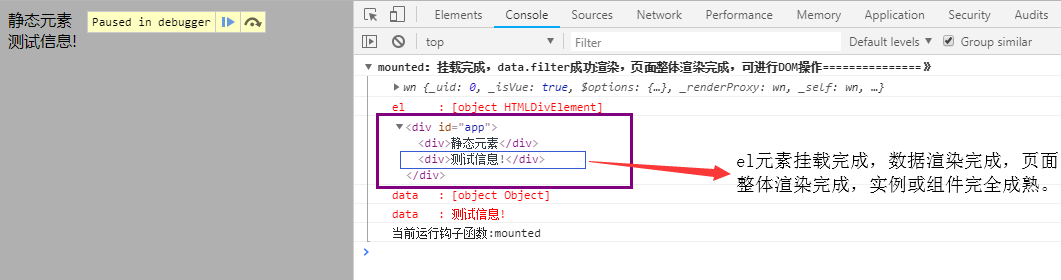 静态元素
测试信息!
Paused in debugger
Elements Console Sources Network Performance Memory Application Security Audits
top Filter Default levels Group similar
mounted: 挂载完成,data.filter成功渲染,页面整体渲染完成,可进行DOM操作===============》
wn {_uid: 0, _isVue: true, $options: {…}, _renderProxy: wn, _self: wn, …}
el : [object HTMLDivElement]
<div id="app">
<div>静态元素</div>
<div>测试信息!</div>
</div>
el元素挂载完成,数据渲染完成,页面
整体渲染完成,实例或组件完全成熟。
data : [object Object]
data : 测试信息!
当前运行钩子函数:mounted